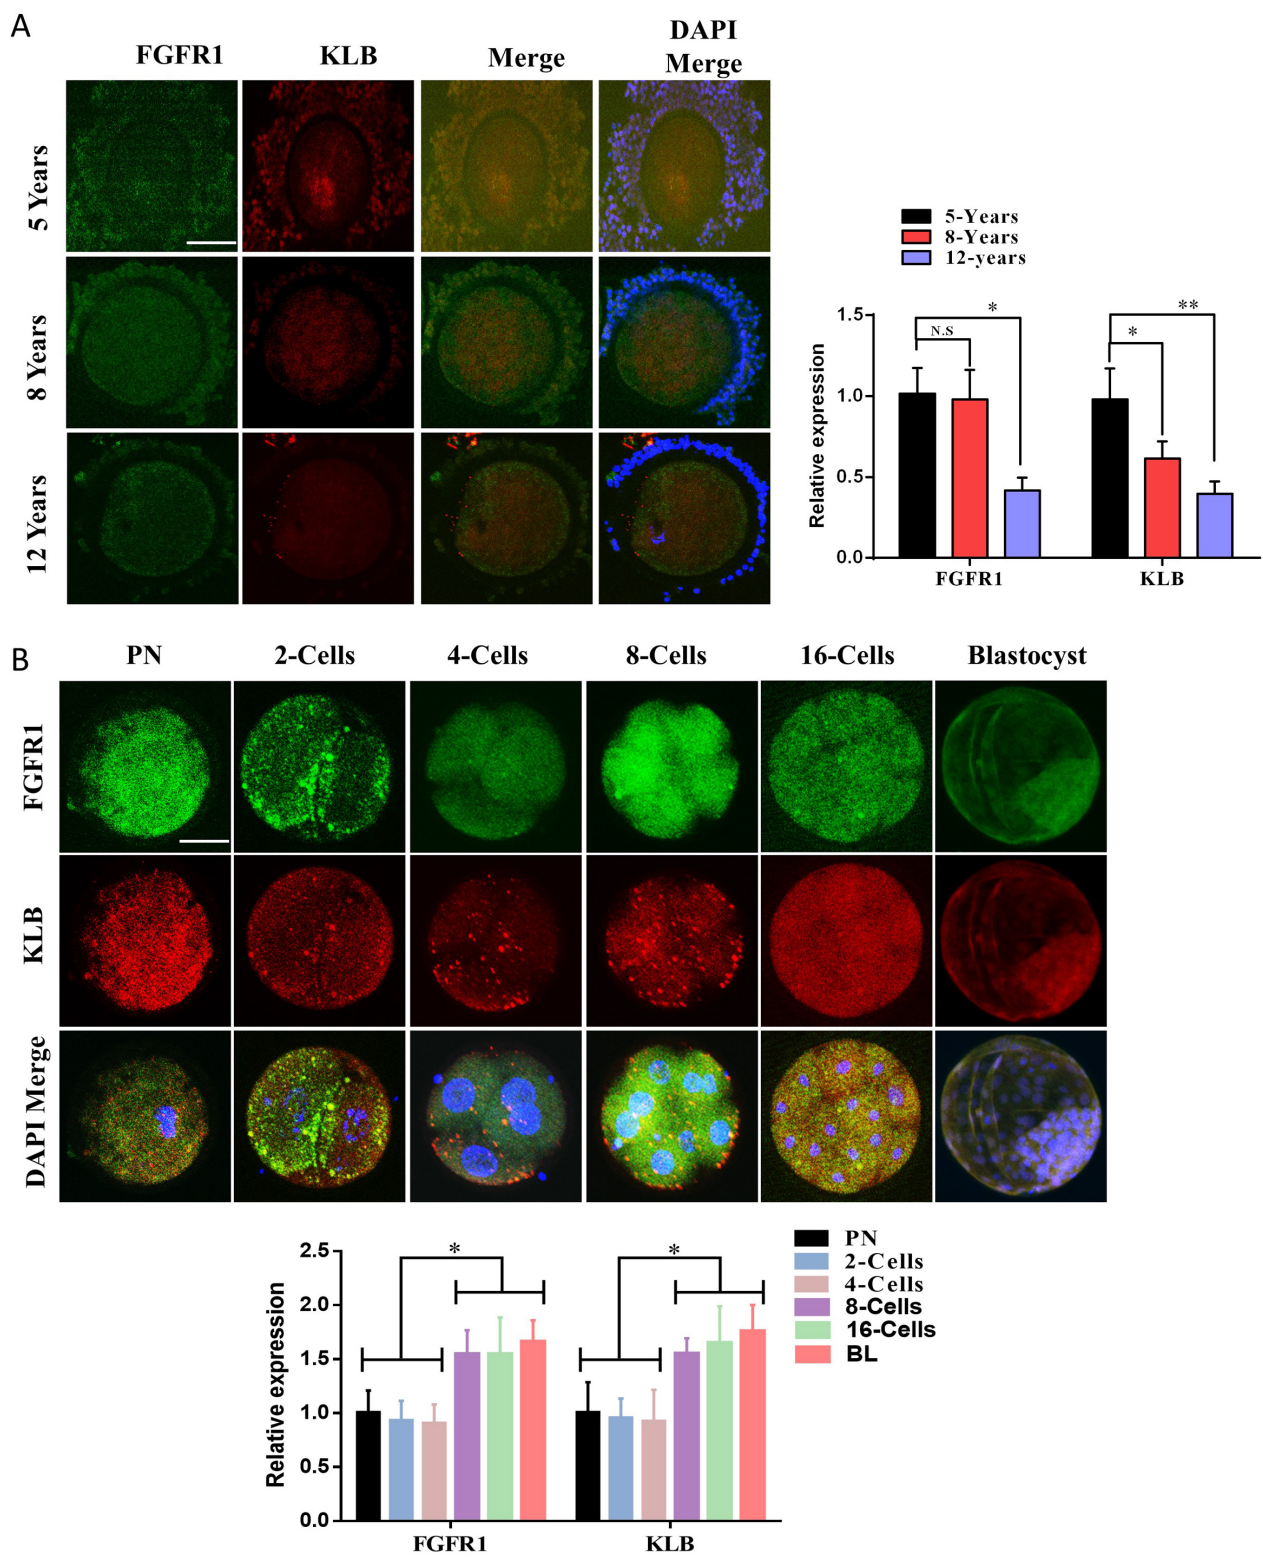 A
FGFR1
KLB
Merge
DAPI
Merge
5 Years
8 Years
12 Years
5-Years
8-Years
12-years
Relative expression
1.5
1.0
0.5
0.0
N.S
*
*
**
FGFR1
KLB
B
PN
2-Cells
4-Cells
8-Cells
16-Cells
Blastocyst
FGFR1
KLB
DAPI Merge
Relative expression
2.5
2.0
1.5
1.0
0.5
0.0
*
*
FGFR1
KLB
PN
2-Cells
4-Cells
8-Cells
16-Cells
BL